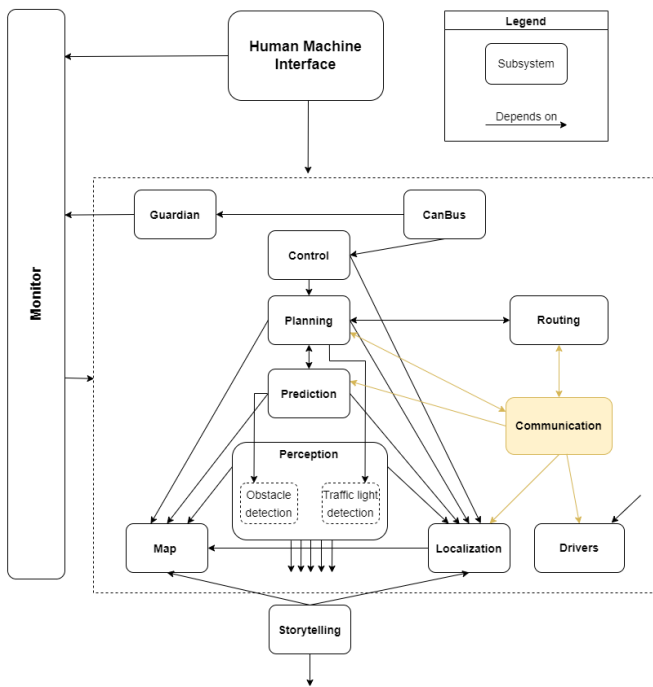 Human Machine
Interface
Legend
Subsystem
Depends on
Monitor
Guardian
CanBus
Control
Planning
Routing
Prediction
Communication
Perception
Obstacle
detection
Traffic light
detection
Map
Localization
Drivers
Storytelling